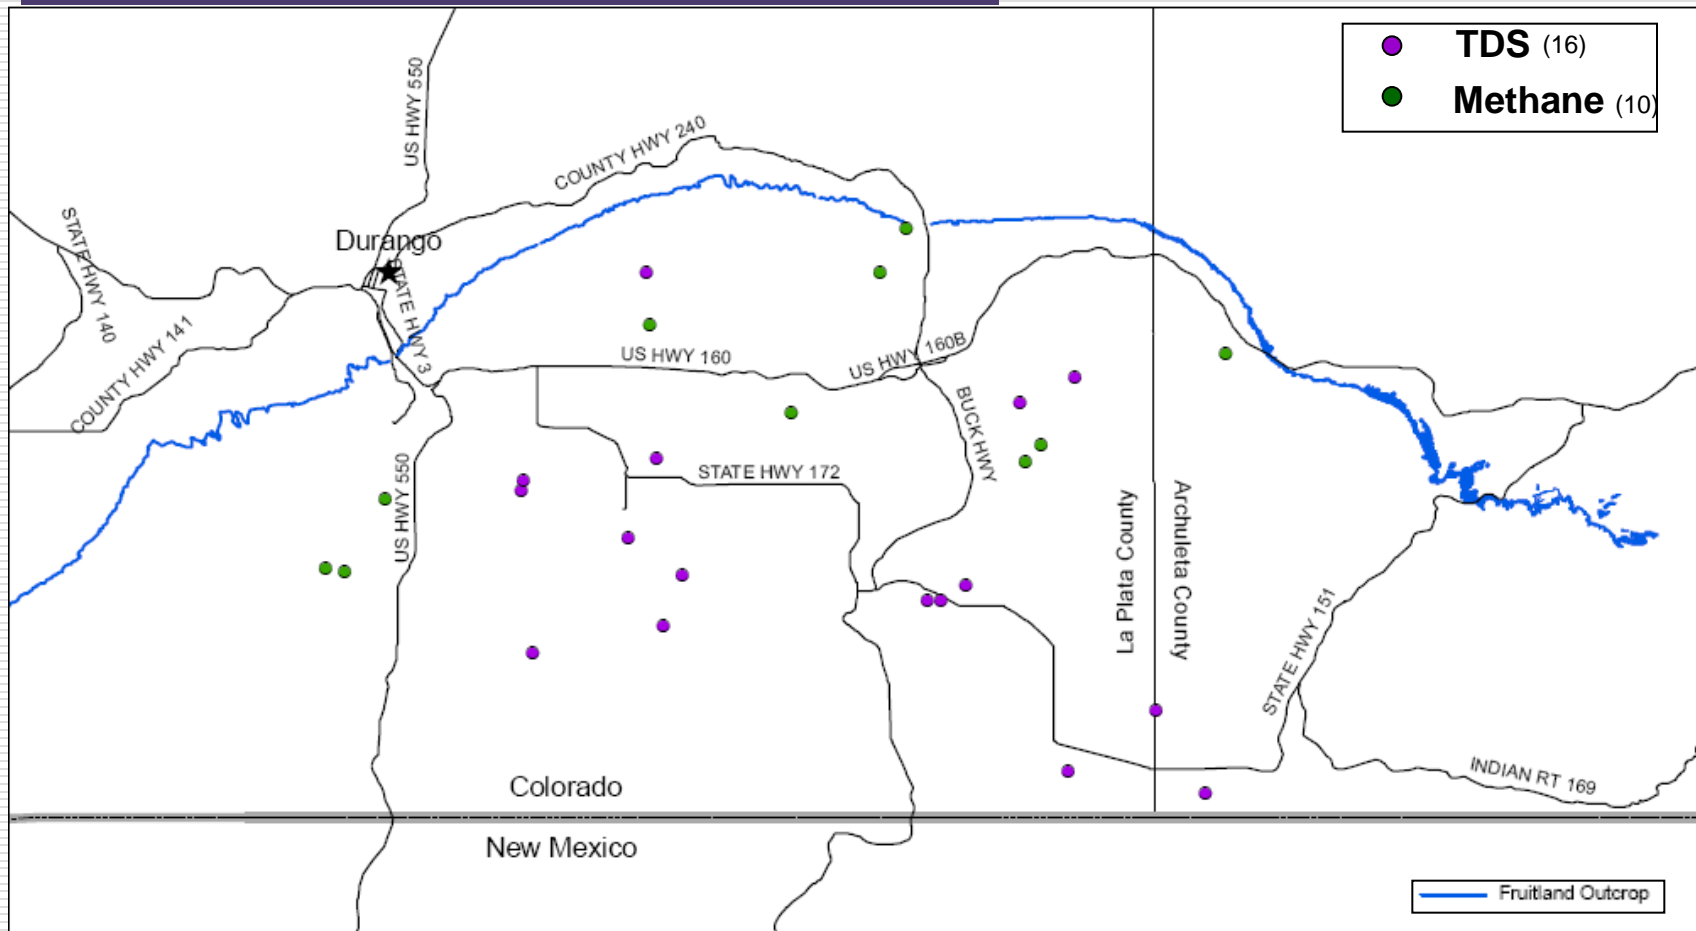 TDS (16)
Methane (10)
US HWY 550
COUNTY HWY 240
STATE HWY 140
Durango
STATE HWY 3
COUNTY HWY 141
US HWY 160
US HWY 160B
BUCK HWY
STATE HWY 172
US HWY 550
La Plata County
Archuleta County
STATE HWY 151
INDIAN RT 169
Colorado
New Mexico
Fruitland Outcrop